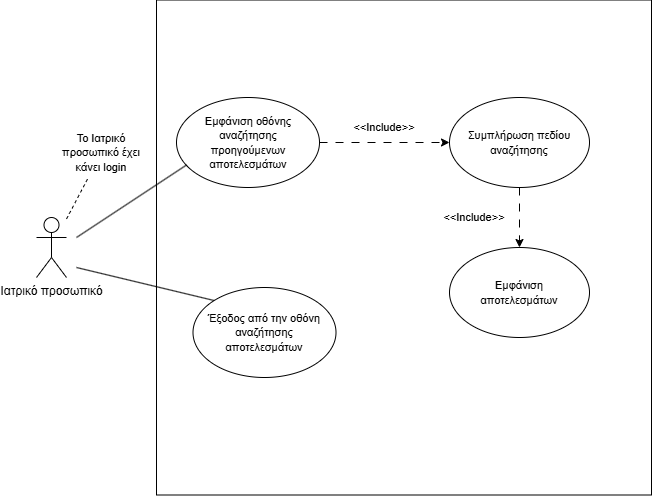 Εμφάνιση οθόνης
αναζήτησης
προηγούμενων
αποτελεσμάτων
<<Include>>
Συμπλήρωση πεδίου
αναζήτησης
Το Ιατρικό
προσωπικό έχει
κάνει login
<<Include>>
Ιατρικό προσωπικό
Εμφάνιση
αποτελεσμάτων
Έξοδος από την οθόνη
αναζήτησης
αποτελεσμάτων